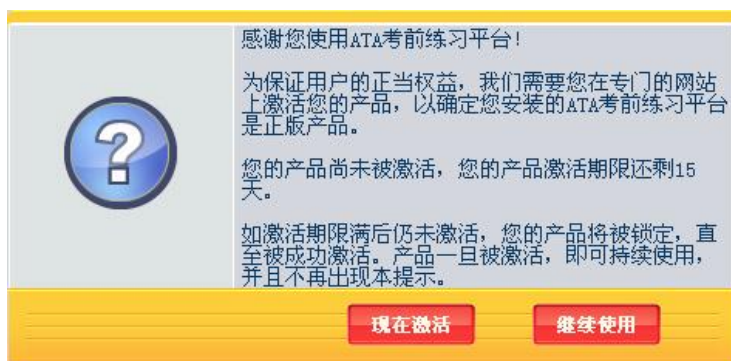 感谢您使用ATA考前练习平台!
为保证用户的正当权益，我们需要您在专门的网站
上激活您的产品，以确定您安装的ATA考前练习平台
是正版产品。
您的产品尚未被激活，您的产品激活期限还剩15
天。
如激活期限满后仍未激活，您的产品将被锁定，直
至被成功激活。产品一旦被激活，即可持续使用，
并且不再出现本提示。
现在激活
继续使用